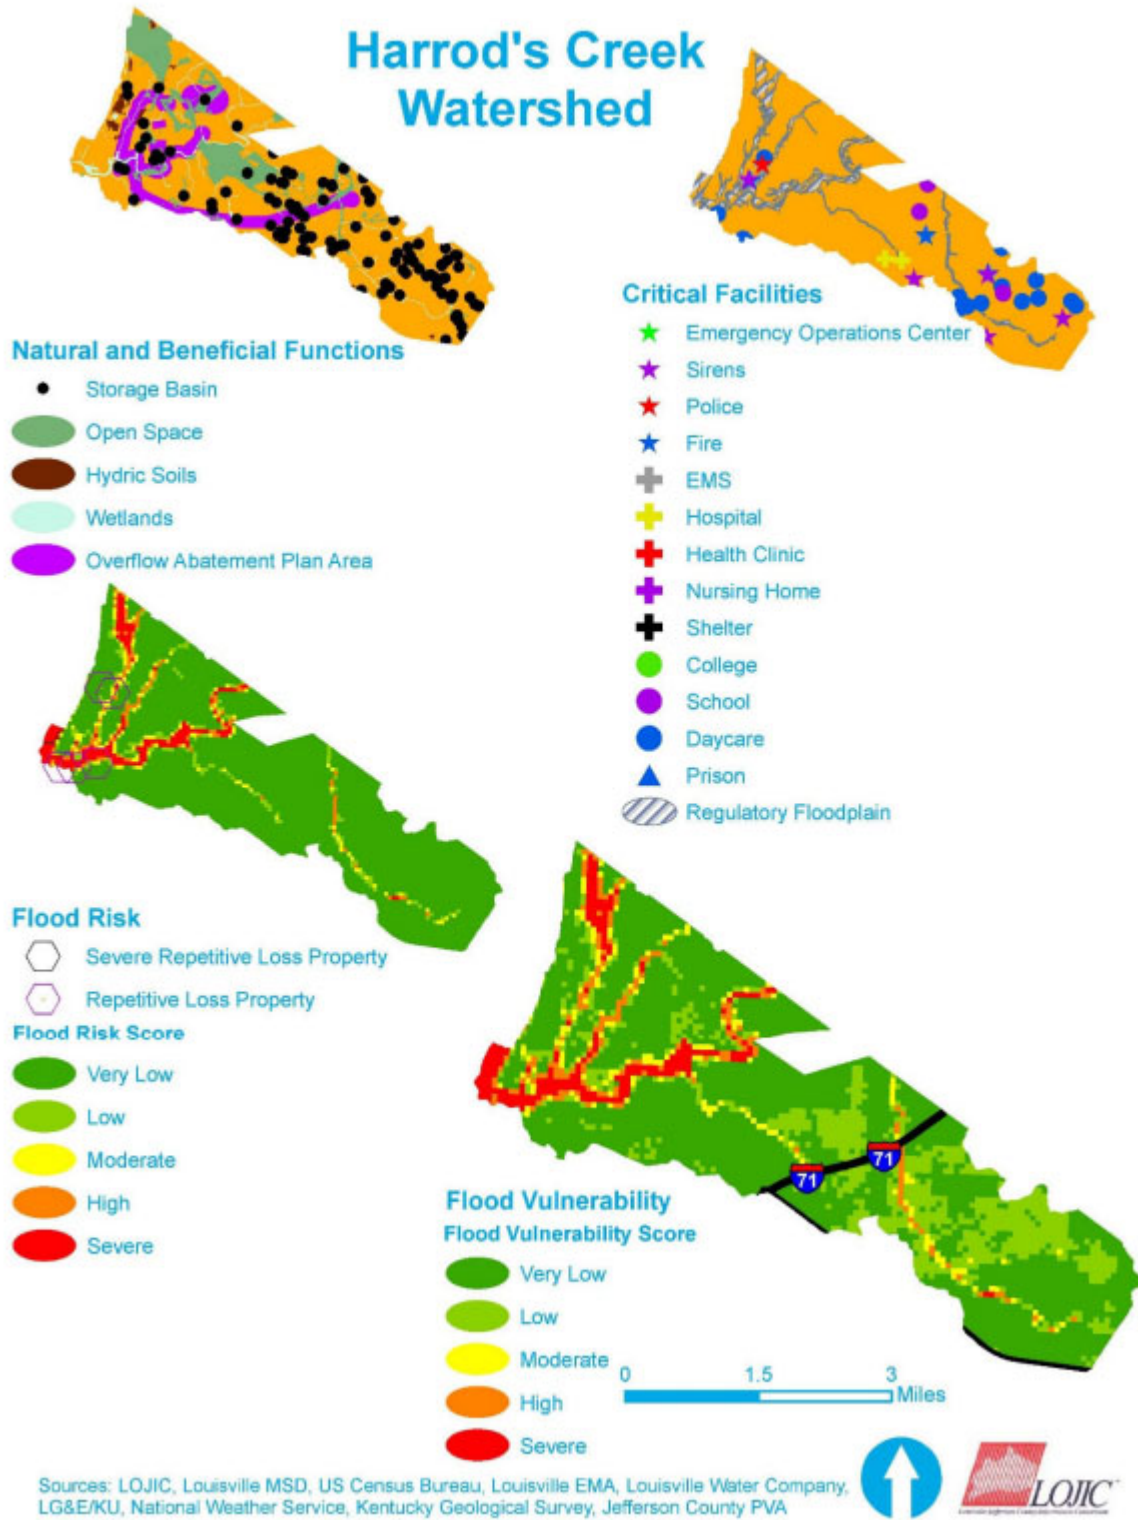 Harrod's Creek
Watershed
Natural and Beneficial Functions
Storage Basin
Open Space
Hydric Soils
Wetlands
Overflow Abatement Plan Area
Critical Facilities
Emergency Operations Center
Sirens
Police
Fire
EMS
Hospital
Health Clinic
Nursing Home
Shelter
College
School
Daycare
Prison
Regulatory Floodplain
Flood Risk
Severe Repetitive Loss Property
Repetitive Loss Property
Flood Risk Score
Very Low
Low
Moderate
High
Severe
71
71
Flood Vulnerability
Flood Vulnerability Score
Very Low
Low
Moderate
High
Severe
0 1.5 3
Miles
Sources: LOJIC, Louisville MSD, US Census Bureau, Louisville EMA, Louisville Water Company,
LG&E/KU, National Weather Service, Kentucky Geological Survey, Jefferson County PVA
LOJIC